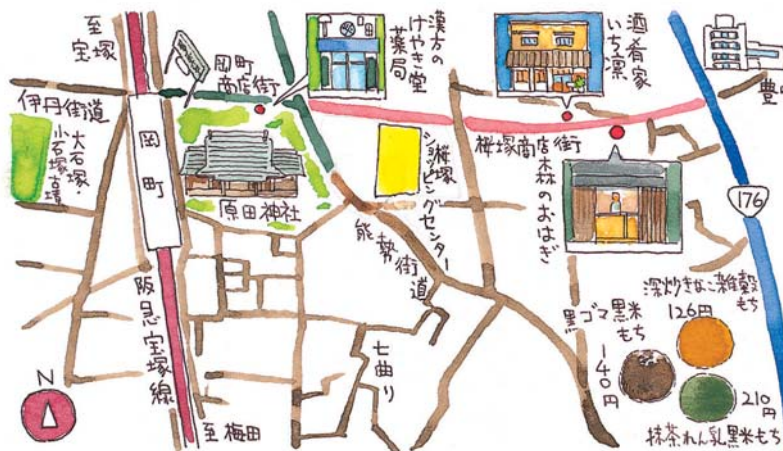 至
宝塚
伊丹街道
大石塚・
小石塚古墳
岡町
岡町
商店街
漢方の
けやき堂
薬局
原田神社
桜塚
ショッピングセンター
能勢街道
桜塚商店街
酒肴家
いち凛
森のおはぎ
豊
176
阪急宝塚線
至梅田
七曲り
N
黒ゴマ黒米
もち
140円
深炒きなこ雑穀
もち
126円
210
円
抹茶れん乳黒米もち